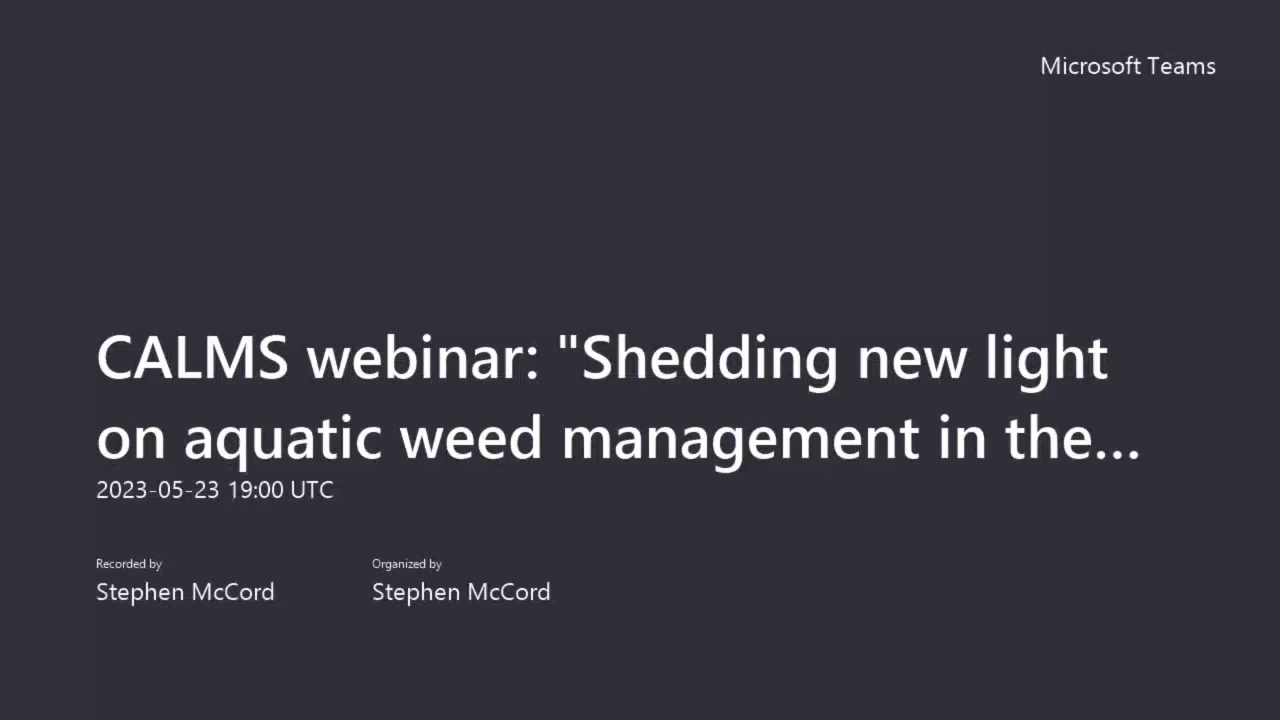 Microsoft Teams
CALMS webinar: "Shedding new light
on aquatic weed management in the...
2023-05-23 19:00 UTC
Recorded by
Stephen McCord
Organized by
Stephen McCord